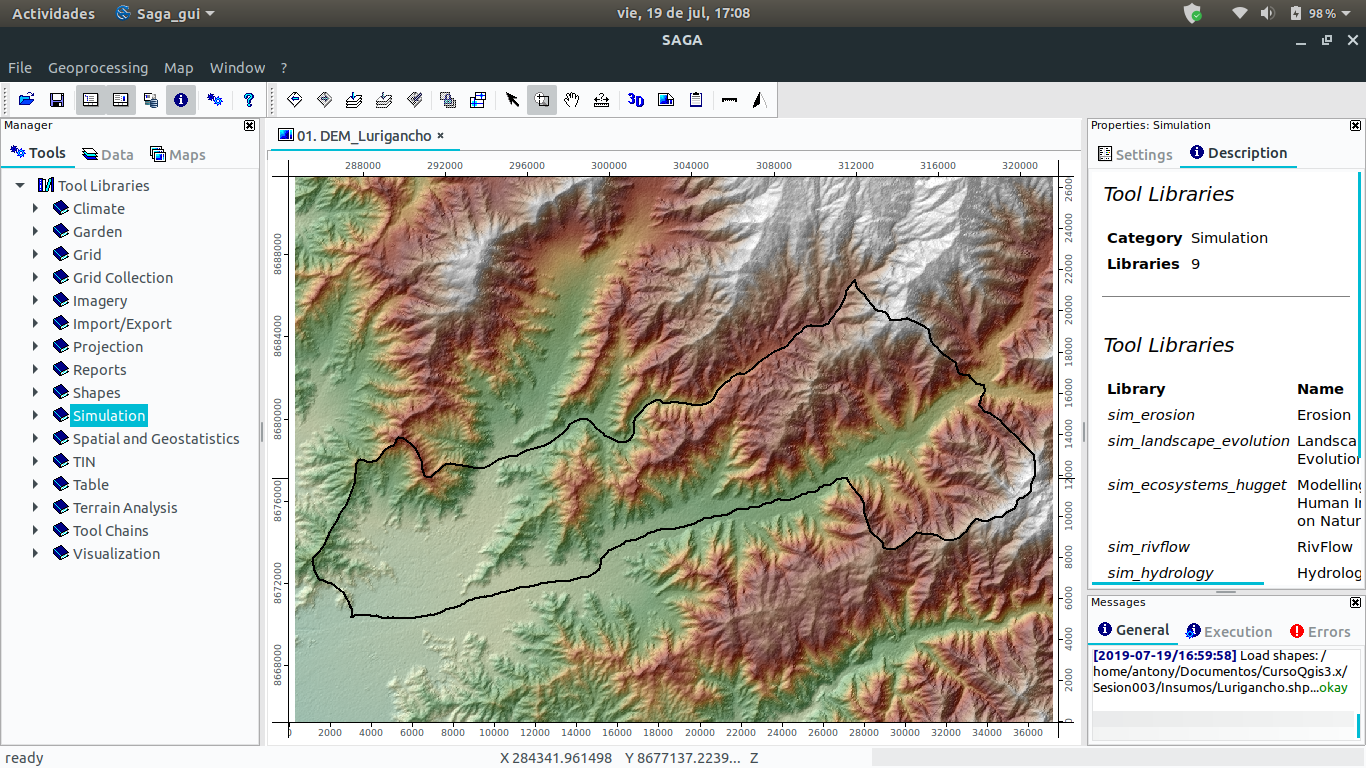 Actividades Saga_gui vie, 19 de jul, 17:08 98%
SAGA
File Geoprocessing Map Window ?
3D
Manager
Tools Data Maps
Tool Libraries
Climate
Garden
Grid
Grid Collection
Imagery
Import/Export
Projection
Reports
Shapes
Simulation
Spatial and Geostatistics
TIN
Table
Terrain Analysis
Tool Chains
Visualization
01. DEM_Lurigancho
288000 292000 296000 300000 304000 308000 312000 316000 320000
8688000
8684000
8680000
8676000
8672000
8668000
2600
24000
22000
20000
18000
16000
14000
12000
10000
8000
6000
4000
2000
0
0 2000 4000 6000 8000 10000 12000 14000 16000 18000 20000 22000 24000 26000 28000 30000 32000 34000 36000
Properties: Simulation
Settings Description
Tool Libraries
Category Simulation
Libraries 9
Tool Libraries
Library Name
sim_erosion Erosion
sim_landscape_evolution Landsca
Evolution
sim_ecosystems_hugget Modelling
Human I
on Natur
sim_rivflow RivFlow
sim_hydrology Hydrolog
Messages
General Execution Errors
[2019-07-19/16:59:58] Load shapes: /
home/antony/Documentos/CursoQgis3.x/
Sesion003/Insumos/Lurigancho.shp...okay
ready X 284341.961498 Y 8677137.2239... Z